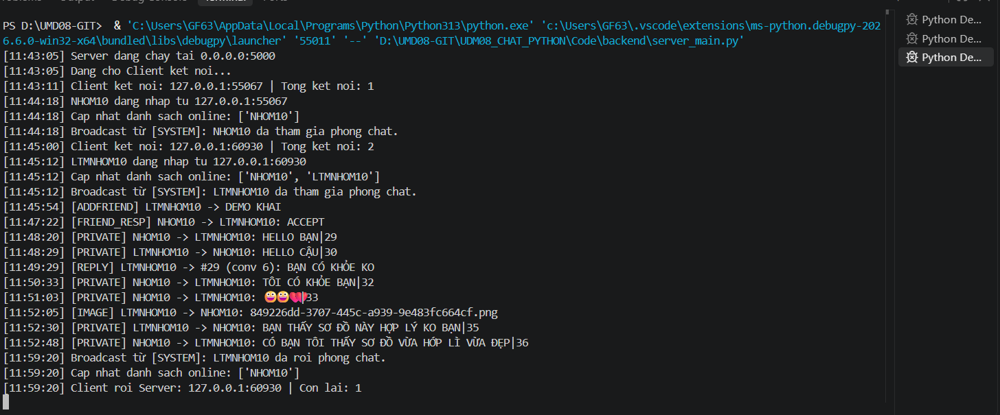 Terminal
PS D:\UMD08-GIT>  & 'C:\Users\GF63\AppData\Local\Programs\Python\Python313\python.exe' 'c:\Users\GF63\.vscode\extensions\ms-python.debugpy-202
6.6.0-win32-x64\bundled\libs\debugpy\launcher' '55011' '--' 'D:\UMD08-GIT\UDM08_CHAT_PYTHON\Code\backend\server_main.py'
[11:43:05] Server dang chay tai 0.0.0.0:5000
[11:43:05] Dang cho Client ket noi...
[11:43:11] Client ket noi: 127.0.0.1:55067 | Tong ket noi: 1
[11:44:18] NHOM10 dang nhap tu 127.0.0.1:55067
[11:44:18] Cap nhat danh sach online: ['NHOM10']
[11:44:18] Broadcast từ [SYSTEM]: NHOM10 da tham gia phong chat.
[11:45:00] Client ket noi: 127.0.0.1:60930 | Tong ket noi: 2
[11:45:12] LTMNHOM10 dang nhap tu 127.0.0.1:60930
[11:45:12] Cap nhat danh sach online: ['NHOM10', 'LTMNHOM10']
[11:45:12] Broadcast từ [SYSTEM]: LTMNHOM10 da tham gia phong chat.
[11:45:54] [ADDFRIEND] LTMNHOM10 -> DEMO KHAI
[11:47:22] [FRIEND_RESP] NHOM10 -> LTMNHOM10: ACCEPT
[11:48:20] [PRIVATE] NHOM10 -> LTMNHOM10: HELLO BẠN|29
[11:48:29] [PRIVATE] LTMNHOM10 -> NHOM10: HELLO CẬU|30
[11:49:29] [REPLY] LTMNHOM10 -> #29 (conv 6): BẠN CÓ KHỎE KO
[11:50:33] [PRIVATE] NHOM10 -> LTMNHOM10: TÔI CÓ KHỎE BẠN|32
[11:51:03] [PRIVATE] NHOM10 -> LTMNHOM10: 😀😀💔|33
[11:52:05] [IMAGE] LTMNHOM10 -> NHOM10: 849226dd-3707-445c-a939-9e483fc664cf.png
[11:52:30] [PRIVATE] LTMNHOM10 -> NHOM10: BẠN THẤY SƠ ĐỒ NÀY HỢP LÝ KO BẠN|35
[11:52:48] [PRIVATE] NHOM10 -> LTMNHOM10: CÓ BẠN TÔI THẤY SƠ ĐỒ VỪA HỚP LÌ VỪA ĐẸP|36
[11:59:20] Broadcast từ [SYSTEM]: LTMNHOM10 da roi phong chat.
[11:59:20] Cap nhat danh sach online: ['NHOM10']
[11:59:20] Client roi Server: 127.0.0.1:60930 | Con lai: 1
Python De...
Python De...
Python De...